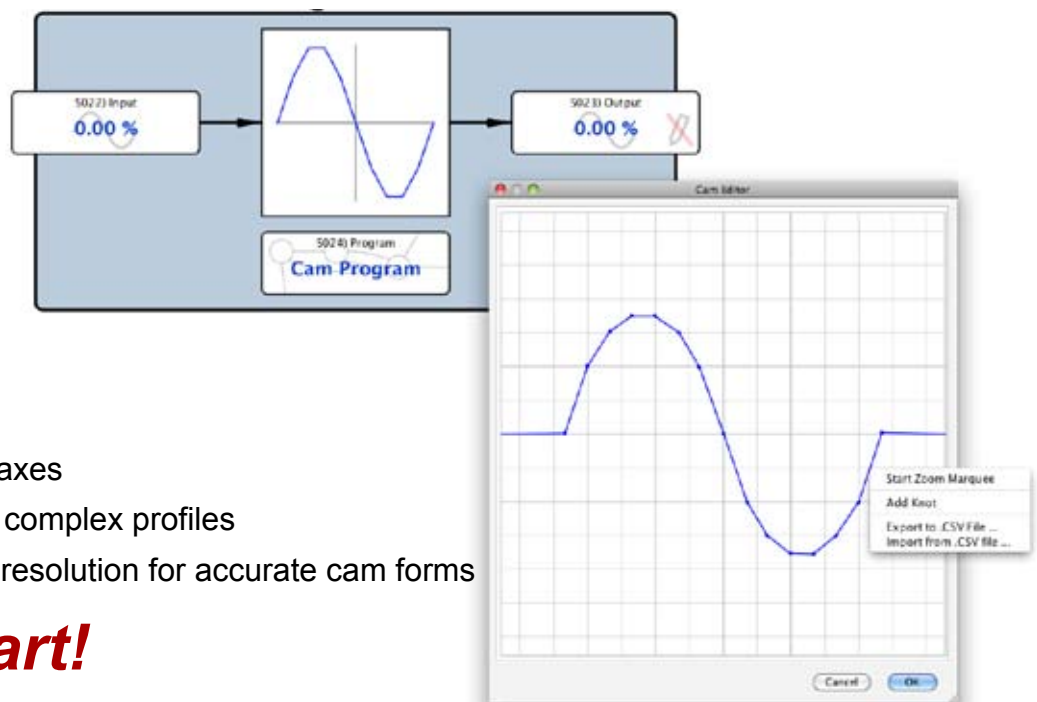 5022) Input
0.00 %
5023) Output
0.00 %
5024) Program
Cam Program
Cam Editor
Start Zoom Marquee
Add Knot
Export to .CSV File ...
Import from .CSV file ...
axes
complex profiles
resolution for accurate cam forms
art!
Cancel
OK